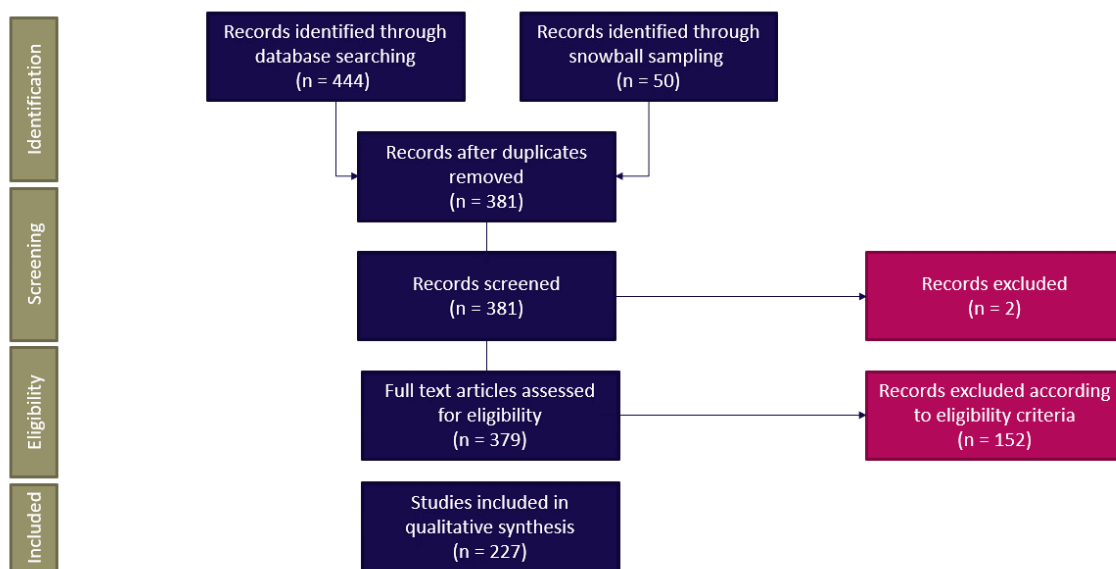 Identification
Records identified through
database searching
(n = 444)
Records identified through
snowball sampling
(n = 50)
Records after duplicates
removed
(n = 381)
Screening
Records screened
(n = 381)
Records excluded
(n = 2)
Eligibility
Full text articles assessed
for eligibility
(n = 379)
Records excluded according
to eligibility criteria
(n = 152)
Included
Studies included in
qualitative synthesis
(n = 227)